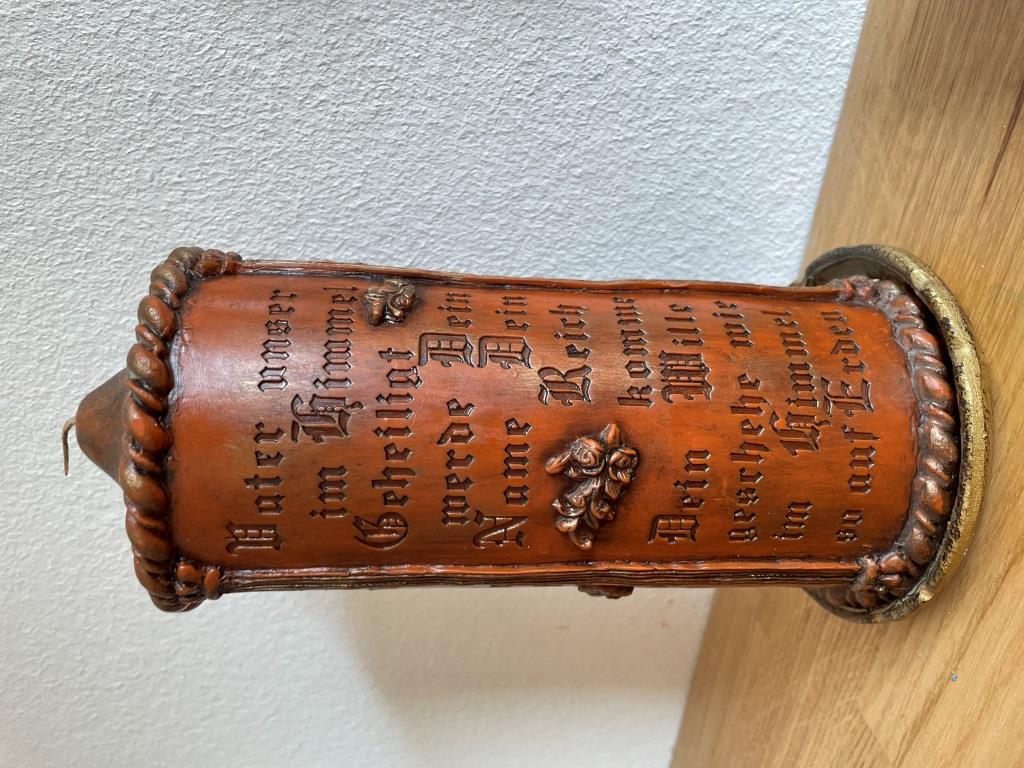 Vater unser
im Himmel
Geheiligt
werde Dein
Name Dein
Reich
komme
Dein Wille
geschehe wie
im Himmel
so auf Erden